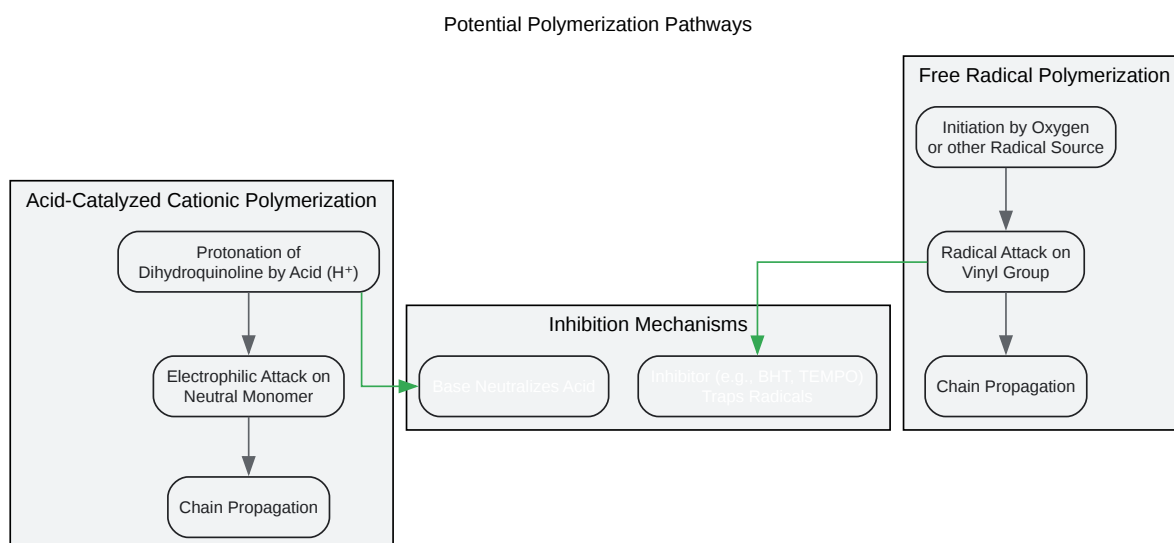 Potential Polymerization Pathways
Acid-Catalyzed Cationic Polymerization
Protonation of
Dihydroquinoline by Acid (H⁺)
Electrophilic Attack on
Neutral Monomer
Chain Propagation
Inhibition Mechanisms
Base Neutralizes Acid
Inhibitor (e.g., BHT, TEMPO)
Traps Radicals
Free Radical Polymerization
Initiation by Oxygen
or other Radical Source
Radical Attack on
Vinyl Group
Chain Propagation